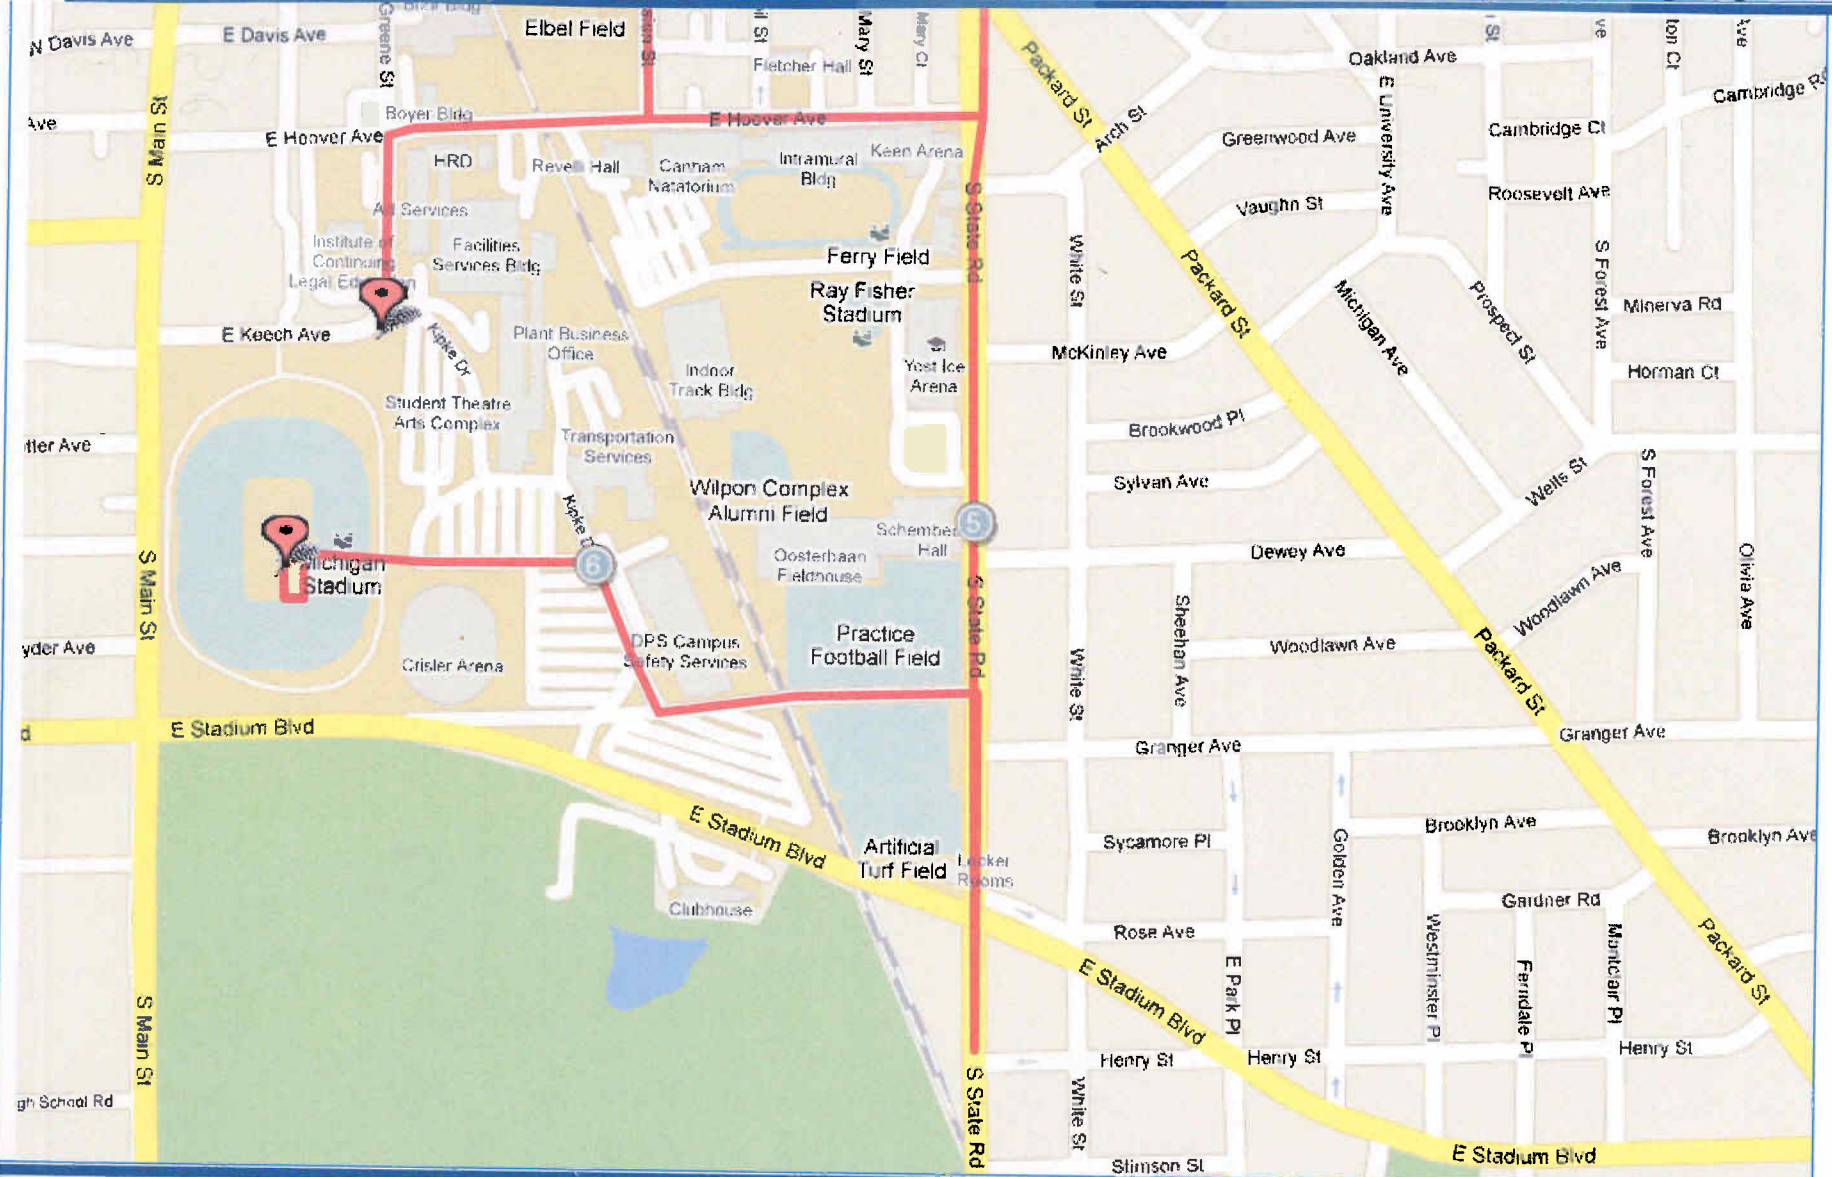 N Davis Ave
E Davis Ave
Greene St
Elbel Field
Fletcher Hall
Mary St
Mary Ct
Packard St
Oakland Ave
Cambridge
Ave
S Main St
E Hoover Ave
Boyer Bldg
E Hoover Ave
Arch St
Greenwood Ave
E University Ave
Cambridge Ct
HRD
Revelli Hall
Canham
Natatorium
Intramural
Bldg
Keen Arena
Services
Vaughn St
Roosevelt Ave
Institute of
Continuing
Legal
Facilities
Services Bldg
Ferry Field
S State Rd
White St
Packard St
S Forest Ave
Ray Fisher
Stadium
Michigan Ave
Prospect St
Minerva Rd
E Keech Ave
Kipke Dr
Plant Business
Office
Indoor
Track Bldg
Yost Ice
Arena
McKinley Ave
Horman Ct
Student Theatre
Arts Complex
Brookwood Pl
Transportation
Services
Sylvan Ave
Wells St
S Forest Ave
Wilpon Complex
Alumni Field
Kipke
5
Hall
Oosterbaan
Fieldhouse
Dewey Ave
6
Michigan
Stadium
S Main St
S State Rd
Sheehan Ave
Woodlawn Ave
Olivia Ave
Practice
Football Field
DPS Campus
Safety Services
Crisler Arena
Woodlawn Ave
White St
Packard St
E Stadium Blvd
Granger Ave
Granger Ave
E Stadium Blvd
Artificial
Turf Field
Locker
Rooms
Sycamore Pl
Golden Ave
Brooklyn Ave
Brooklyn Ave
Clubhouse
Gardner Rd
Rose Ave
E Park Pl
Westminster Pl
Ferndale Pl
Montclair Pl
Packard St
E Stadium Blvd
S Main St
Henry St
Henry St
Henry St
School Rd
S State Rd
White St
Stimson St
E Stadium Blvd